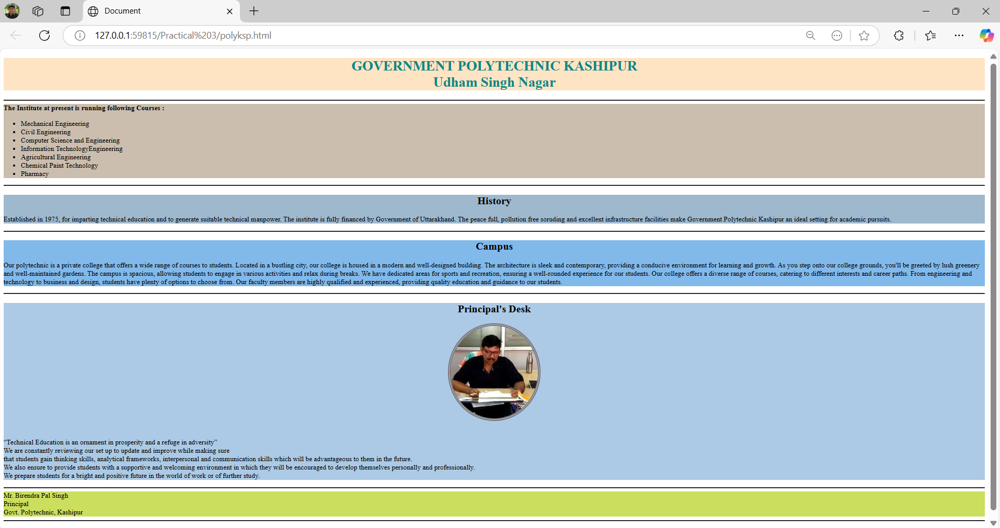 Document
127.0.0.1:59815/Practical%203/polyksp.html
GOVERNMENT POLYTECHNIC KASHIPUR
Udham Singh Nagar
The Institute at present is running following Courses :
• Mechanical Engineering
• Civil Engineering
• Computer Science and Engineering
• Information TechnologyEngineering
• Agricultural Engineering
• Chemical Paint Technology
• Pharmacy
History
Established in 1975, for imparting technical education and to generate suitable technical manpower. The institute is fully financed by Government of Uttarakhand. The peace full, pollution free soruding and excellent infrastructure facilities make Government Polytechnic Kashipur an ideal setting for academic pursuits.
Campus
Our polytechnic is a private college that offers a wide range of courses to students. Located in a bustling city, our college is housed in a modern and well-designed building. The architecture is sleek and contemporary, providing a conducive environment for learning and growth. As you step onto our college grounds, you'll be greeted by lush greenery
and well-maintained gardens. The campus is spacious, allowing students to engage in various activities and relax during breaks. We have dedicated areas for sports and recreation, ensuring a well-rounded experience for our students. Our college offers a diverse range of courses, catering to different interests and career paths. From engineering and
technology to business and design, students have plenty of options to choose from. Our faculty members are highly qualified and experienced, providing quality education and guidance to our students.
Principal's Desk
“Technical Education is an ornament in prosperity and a refuge in adversity”
We are constantly reviewing our set up to update and improve while making sure
that students gain thinking skills, analytical frameworks, interpersonal and communication skills which will be advantageous to them in the future.
We also ensure to provide students with a supportive and welcoming environment in which they will be encouraged to develop themselves personally and professionally.
We prepare students for a bright and positive future in the world of work or of further study.
Mr. Birendra Pal Singh
Principal
Govt. Polytechnic, Kashipur